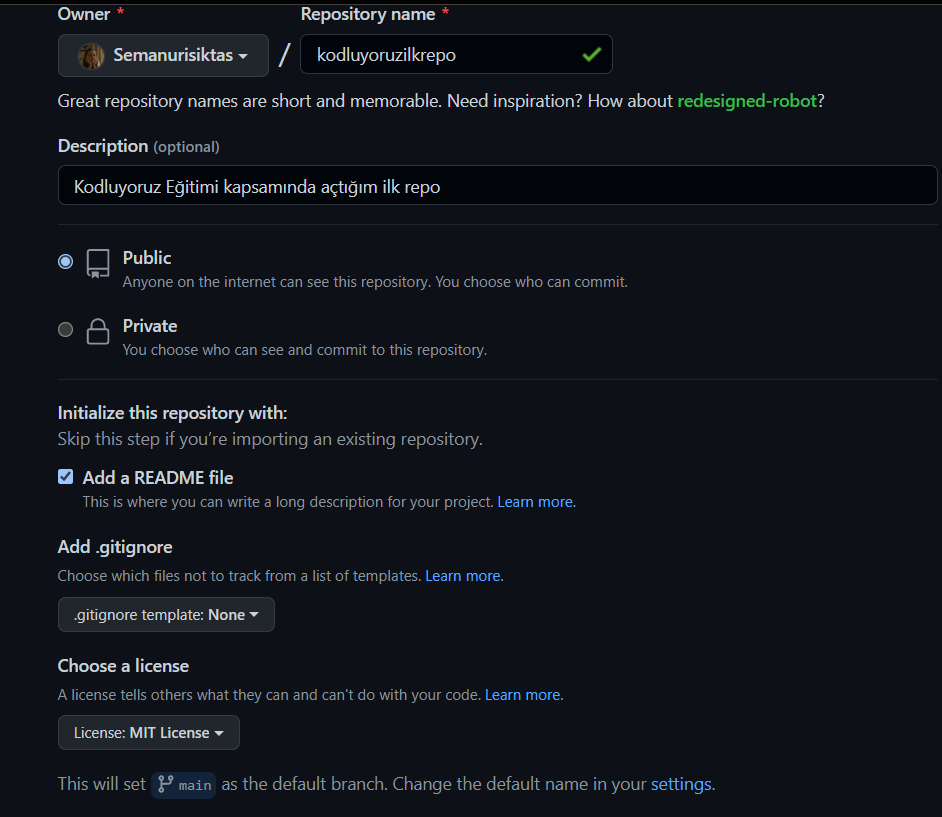 Owner *
Repository name *
Semanurisiktas / kodluyoruzilkrepo
Great repository names are short and memorable. Need inspiration? How about redesigned-robot?
Description (optional)
Kodluyoruz Eğitimi kapsamında açtığım ilk repo
Public
Anyone on the internet can see this repository. You choose who can commit.
Private
You choose who can see and commit to this repository.
Initialize this repository with:
Skip this step if you're importing an existing repository.
Add a README file
This is where you can write a long description for your project. Learn more.
Add .gitignore
Choose which files not to track from a list of templates. Learn more.
.gitignore template: None
Choose a license
A license tells others what they can and can't do with your code. Learn more.
License: MIT License
This will set main as the default branch. Change the default name in your settings.